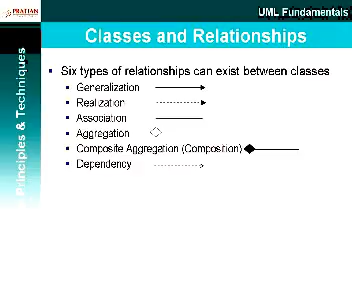 PRATIAN
UML Fundamentals
Classes and Relationships
Principles & Techniques
Six types of relationships can exist between classes
Generalization
Realization
Association
Aggregation
Composite Aggregation (Composition)
Dependency